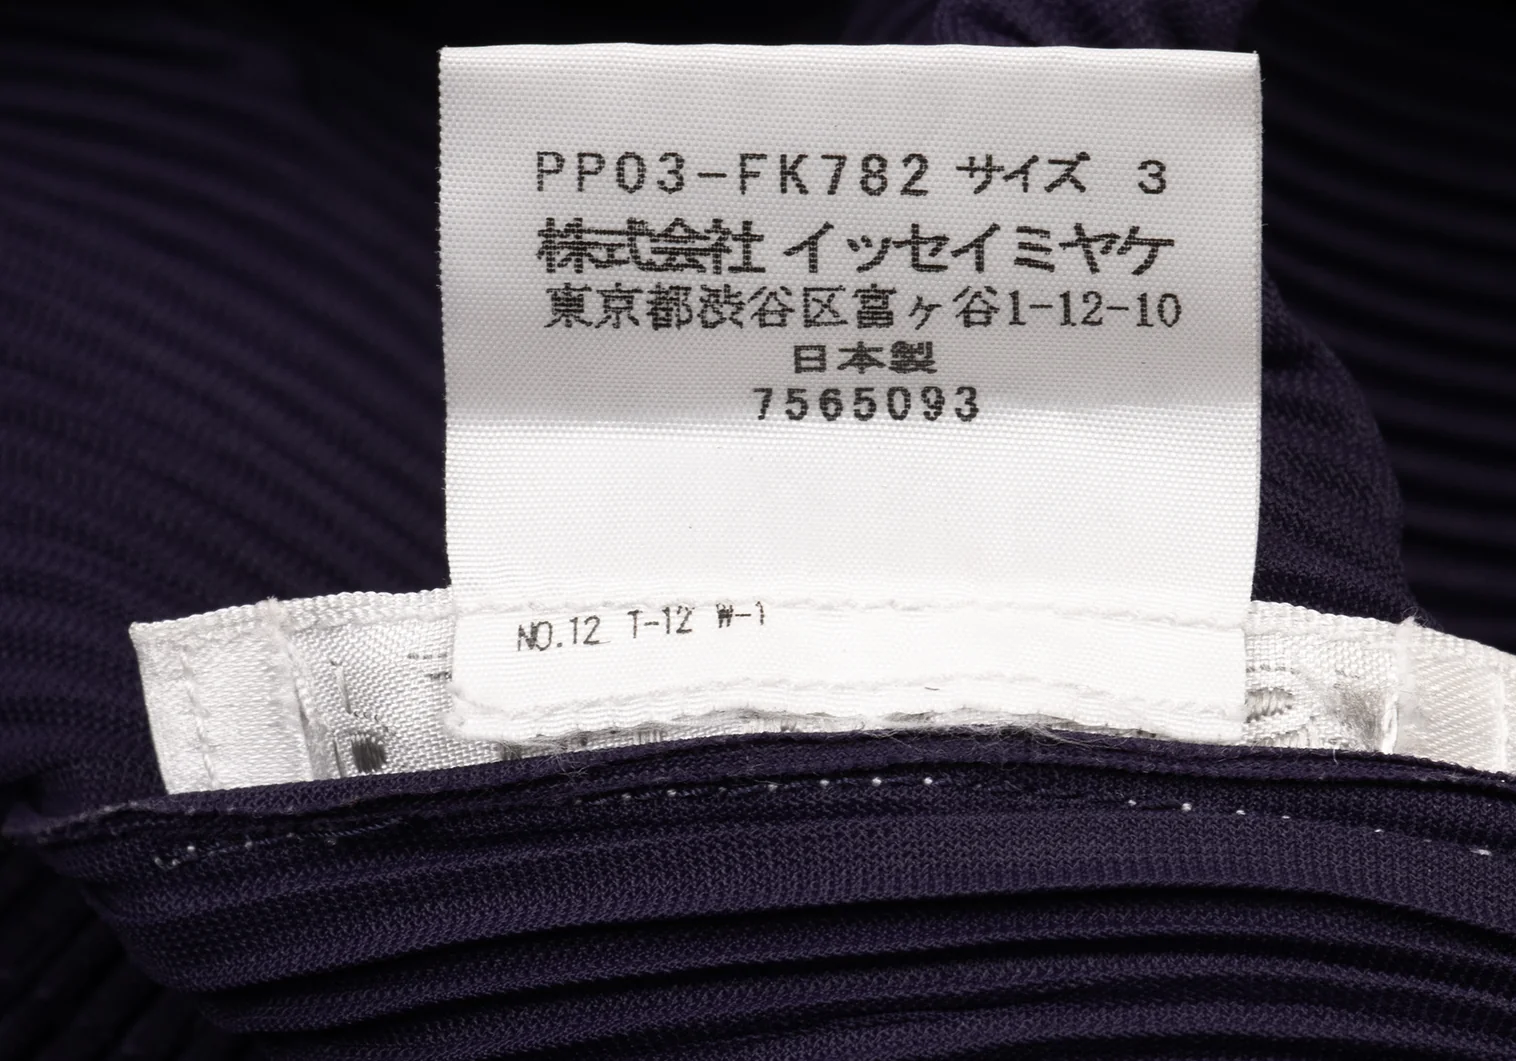 PP03-FK782 サイズ 3
株式会社 イッセイミヤケ
東京都渋谷区富ヶ谷1-12-10
日本製
7565093
NO.12 T-12 W-1